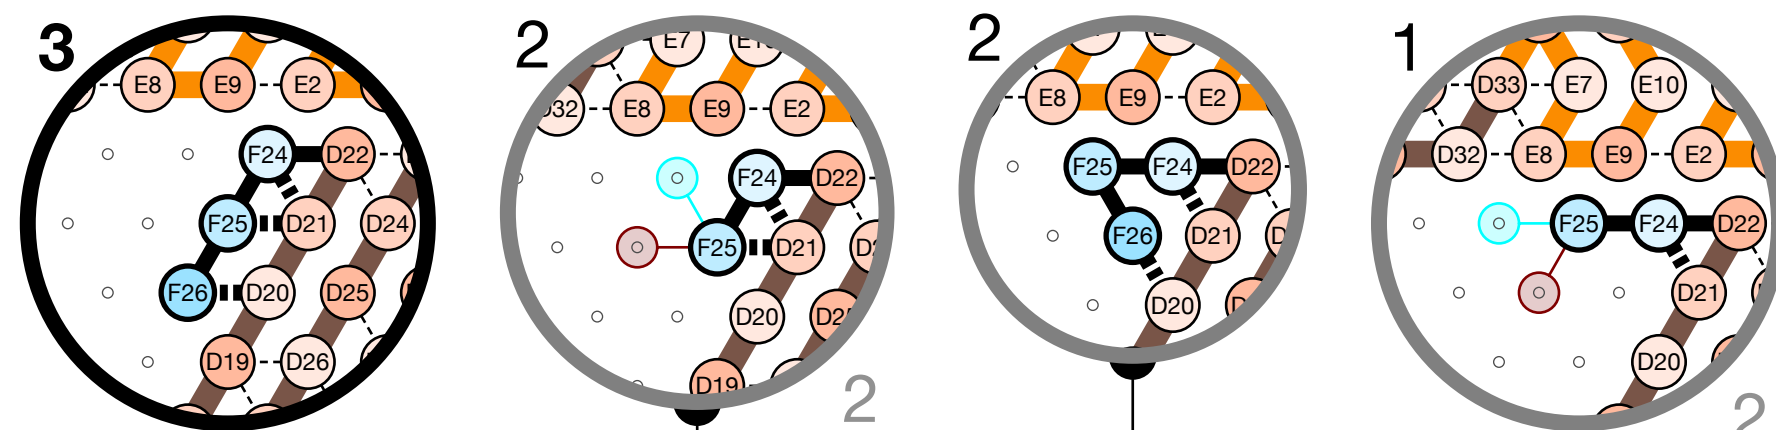 3
E8 E9 E2
F24 D22
F25 D21 D24
F26 D20 D25
D19 D26
2
E7
E8 E9 E2
F24 D22
F25 D21
D20
D19
2
2
E8 E9 E2
F25 F24 D22
F26 D21
D20
1
D33 E7 E10
D32 E8 E9 E2
F25 F24 D22
D21
D20
2